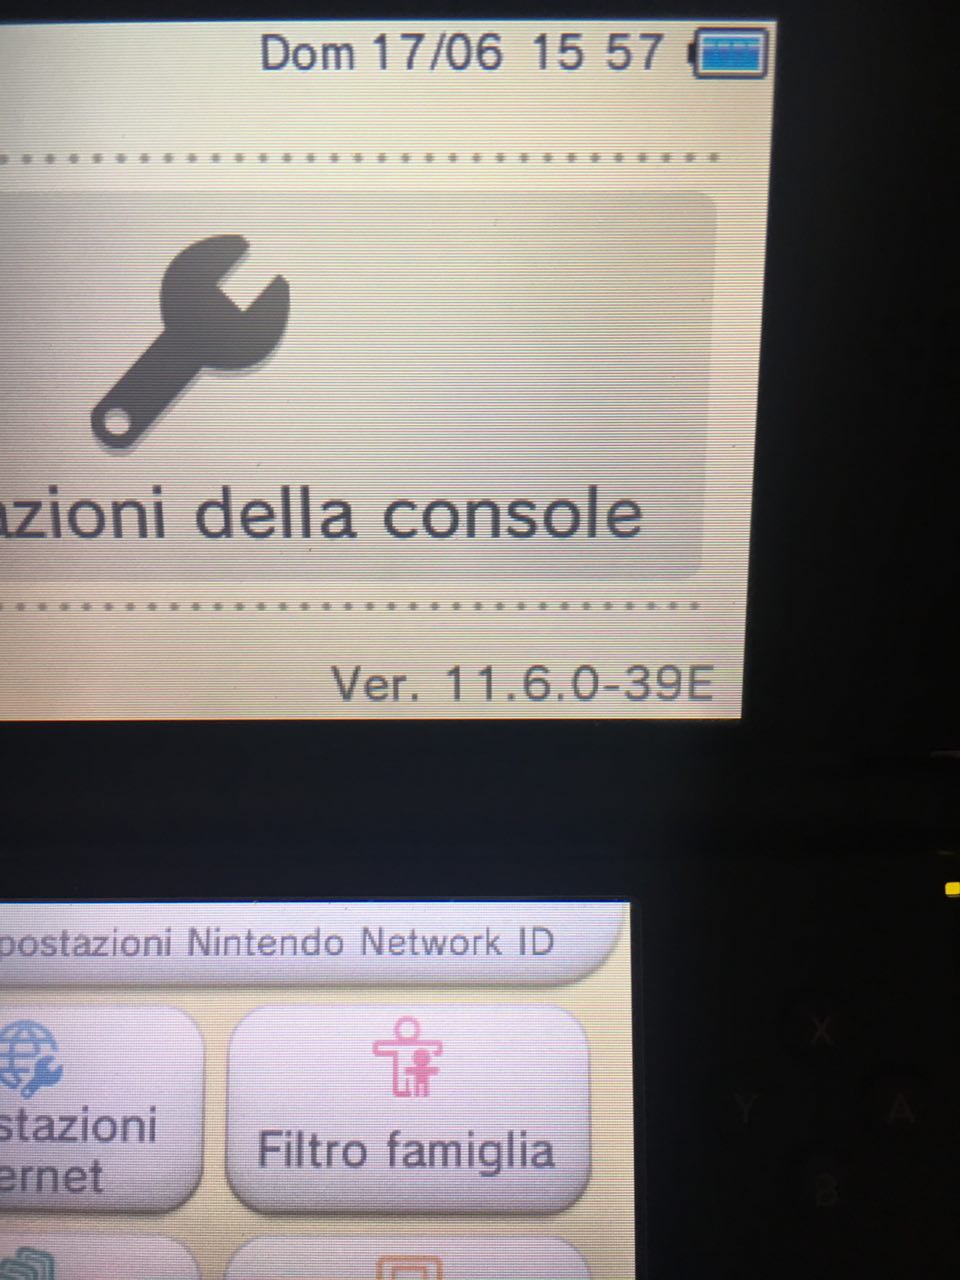 Dom 17/06 15 57
azioni della console
Ver. 11.6.0-39E
postazioni Nintendo Network ID
stazioni
ernet
Filtro famiglia
X
Y
A
B